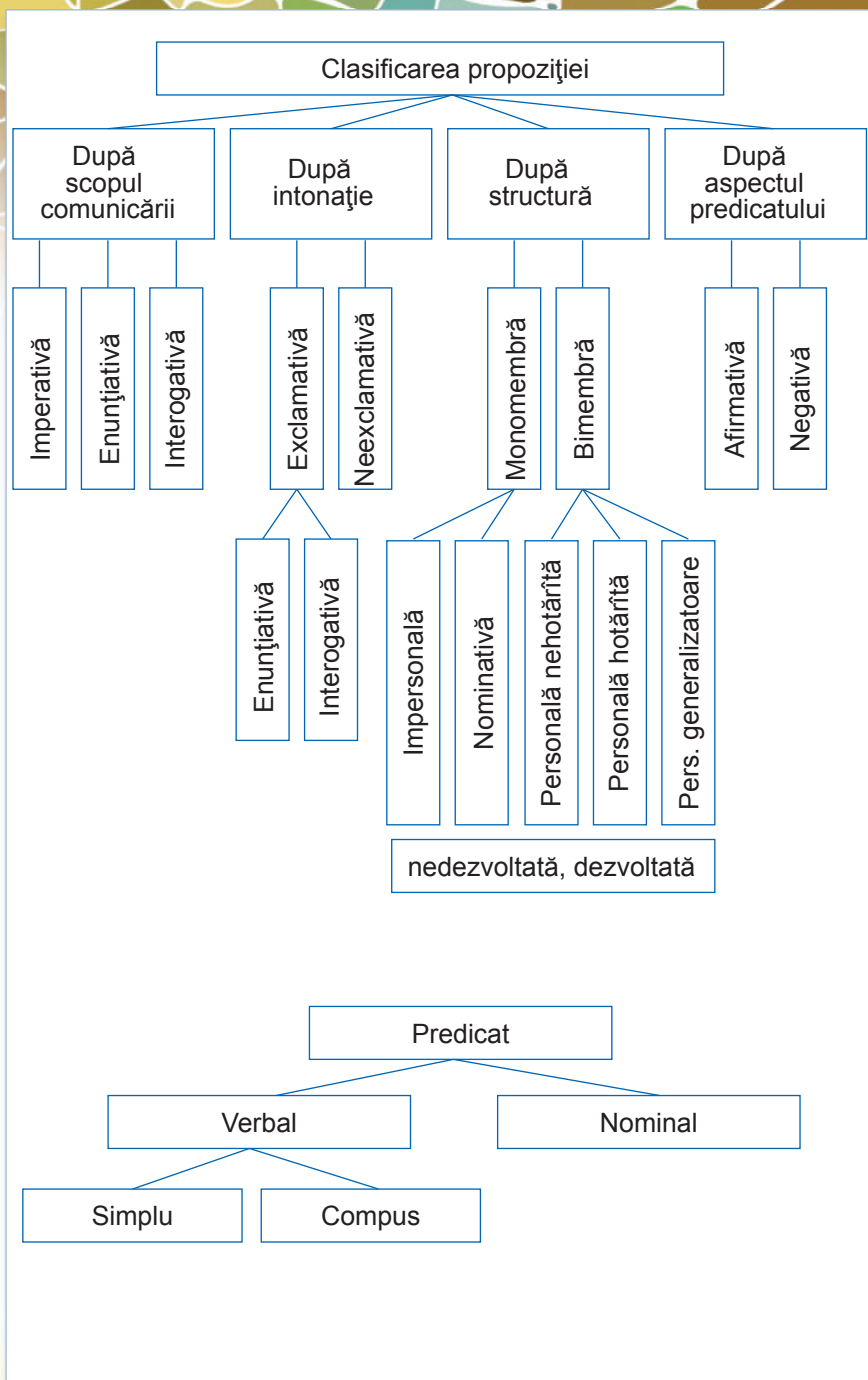 Clasificarea propoziţiei
După
scopul
comunicării
După
intonaţie
După
structură
După
aspectul
predicatului
Imperativă
Enunţiativă
Interogativă
Exclamativă
Neexclamativă
Monomembră
Bimembră
Afirmativă
Negativă
Enunţiativă
Interogativă
Impersonală
Nominativă
Personală nehotărîtă
Personală hotărîtă
Pers. generalizatoare
nedezvoltată, dezvoltată
Predicat
Verbal
Nominal
Simplu
Compus